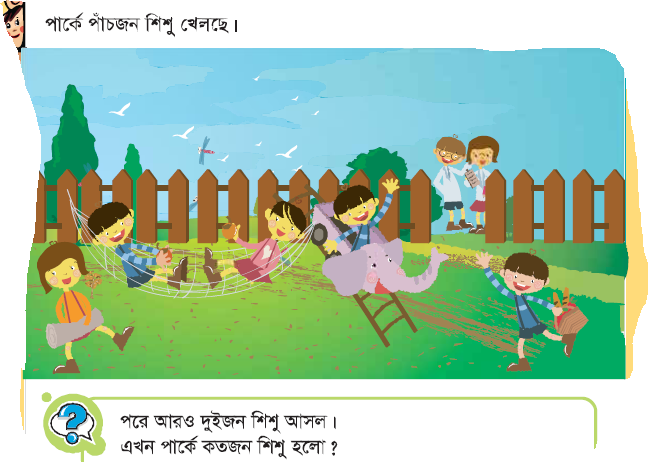 পার্কে পাঁচজন শিশু খেলছে।
পরে আরও দুইজন শিশু আসল।
এখন পার্কে কতজন শিশু হলো?